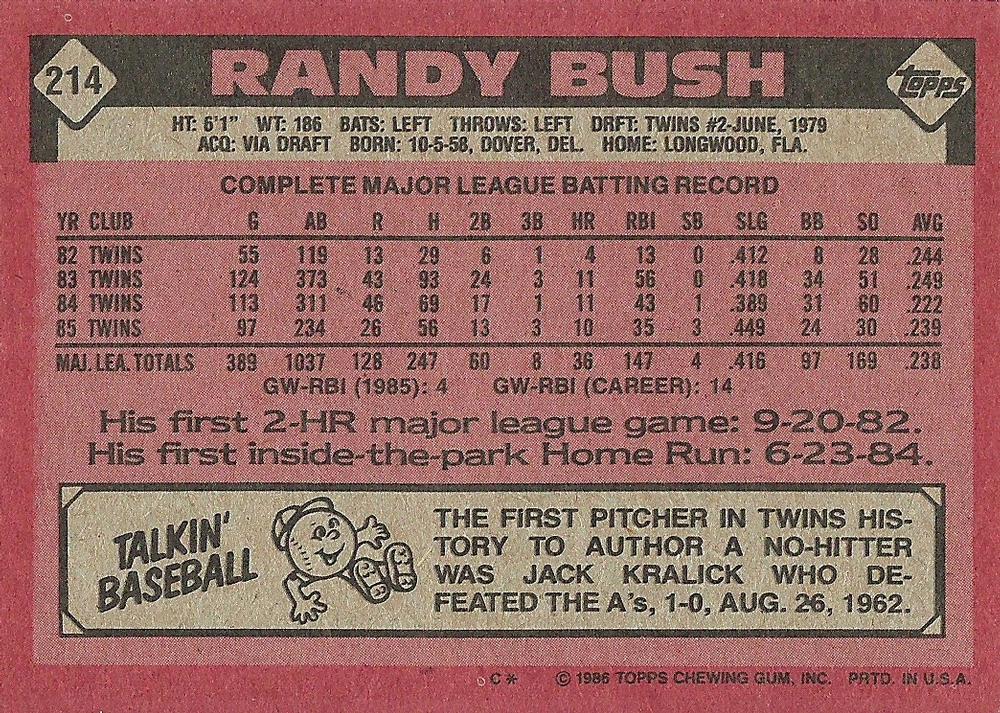 214 RANDY BUSH Topps
HT: 6'1" WT: 186 BATS: LEFT THROWS: LEFT DRFT: TWINS #2-JUNE, 1979
ACQ: VIA DRAFT BORN: 10-5-58, DOVER, DEL. HOME: LONGWOOD, FLA.
COMPLETE MAJOR LEAGUE BATTING RECORD
YR CLUB G AB R H 2B 3B HR RBI SB SLG BB SO AVG
82 TWINS 55 119 13 29 6 1 4 13 0 .412 8 28 .244
83 TWINS 124 373 43 93 24 3 11 56 0 .418 34 51 .249
84 TWINS 113 311 46 69 17 1 11 43 1 .389 31 60 .222
85 TWINS 97 234 26 56 13 3 10 35 3 .449 24 30 .239
MAJ. LEA. TOTALS 389 1037 128 247 60 8 36 147 4 .416 97 169 .238
GW-RBI (1985): 4 GW-RBI (CAREER): 14
His first 2-HR major league game: 9-20-82.
His first inside-the-park Home Run: 6-23-84.
TALKIN'
BASEBALL
THE FIRST PITCHER IN TWINS HIS-
TORY TO AUTHOR A NO-HITTER
WAS JACK KRALICK WHO DE-
FEATED THE A's, 1-0, AUG. 26, 1962.
C* © 1986 TOPPS CHEWING GUM, INC. PRTD. IN U.S.A.